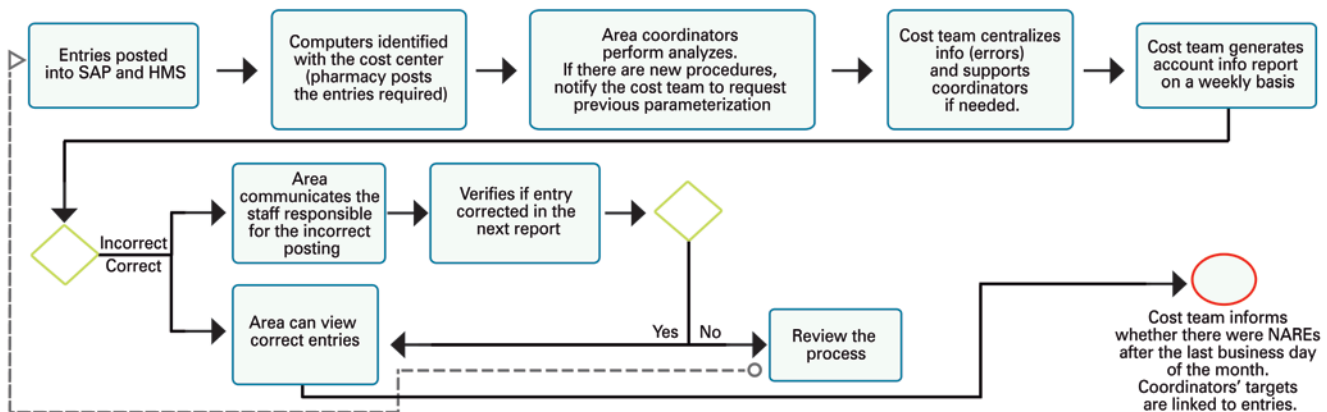 Entries posted
into SAP and HMS
Computers identified
with the cost center
(pharmacy posts
the entries required)
Area coordinators
perform analyzes.
If there are new procedures,
notify the cost team to request
previous parameterization
Cost team centralizes
info (errors)
and supports
coordinators
if needed.
Cost team generates
account info report
on a weekly basis
Incorrect
Correct
Area
communicates the
staff responsible
for the incorrect
posting
Verifies if entry
corrected in the
next report
Area can view
correct entries
Yes
No
Review the
process
Cost team informs
whether there were NAREs
after the last business day
of the month.
Coordinators' targets
are linked to entries.